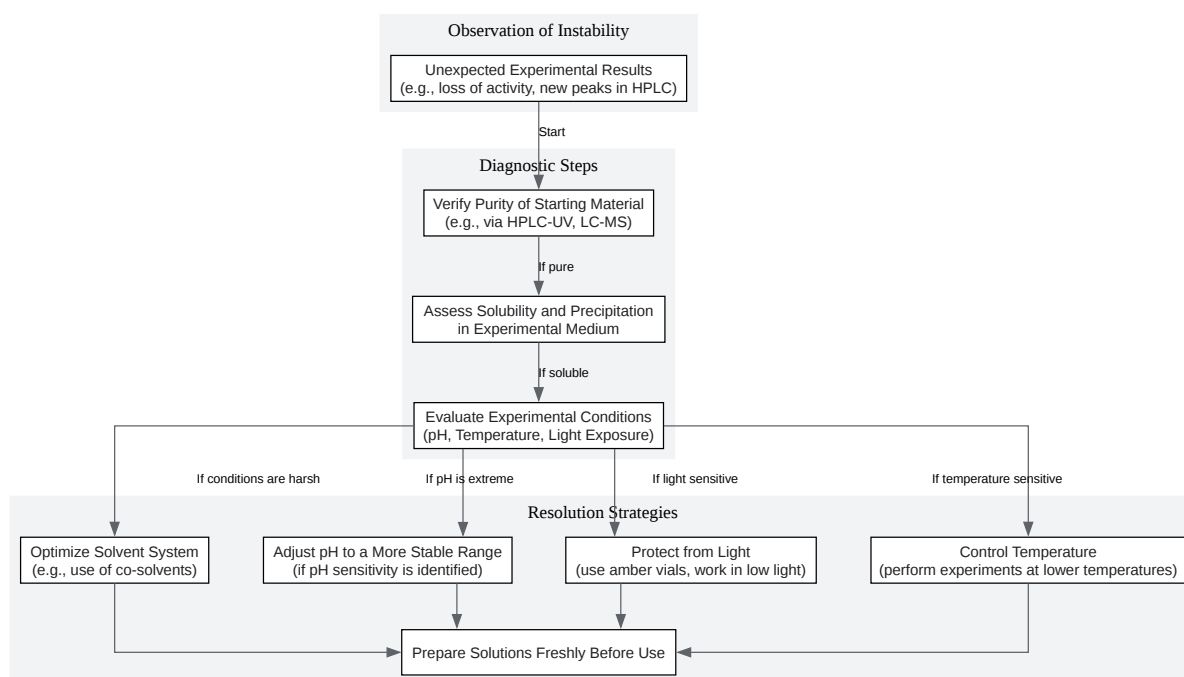 Observation of Instability
Unexpected Experimental Results
(e.g., loss of activity, new peaks in HPLC)
Start
Diagnostic Steps
Verify Purity of Starting Material
(e.g., via HPLC-UV, LC-MS)
If pure
Assess Solubility and Precipitation
in Experimental Medium
If soluble
Evaluate Experimental Conditions
(pH, Temperature, Light Exposure)
If conditions are harsh
If pH is extreme
If light sensitive
If temperature sensitive
Resolution Strategies
Optimize Solvent System
(e.g., use of co-solvents)
Adjust pH to a More Stable Range
(if pH sensitivity is identified)
Protect from Light
(use amber vials, work in low light)
Control Temperature
(perform experiments at lower temperatures)
Prepare Solutions Freshly Before Use